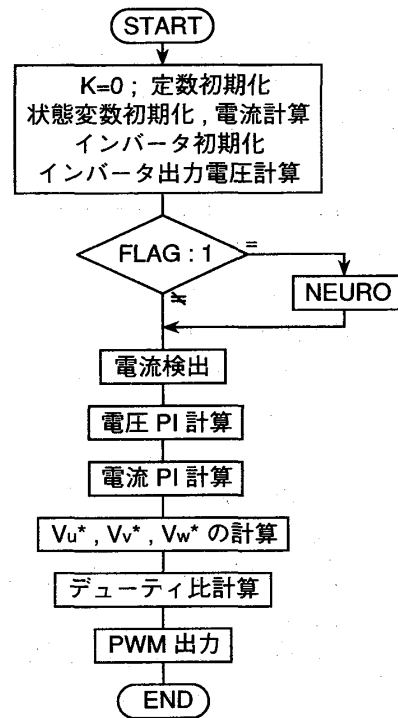 START
K=0 ; 定数初期化
状態変数初期化 , 電流計算
インバータ初期化
インバータ出力電圧計算
FLAG : 1
=
≠
NEURO
電流検出
電圧 PI 計算
電流 PI 計算
Vu* , Vv* , Vw* の計算
デューティ比計算
PWM 出力
END